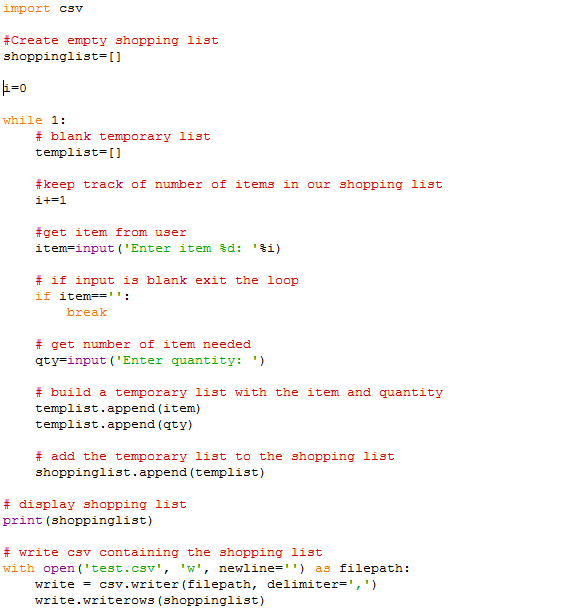 import csv
#Create empty shopping list
shoppinglist=[]
i=0
while 1:
    # blank temporary list
    templist=[]
    #keep track of number of items in our shopping list
    i+=1
    #get item from user
    item=input('Enter item %d: '%i)
    # if input is blank exit the loop
    if item=='':
        break
    # get number of item needed
    qty=input('Enter quantity: ')
    # build a temporary list with the item and quantity
    templist.append(item)
    templist.append(qty)
    # add the temporary list to the shopping list
    shoppinglist.append(templist)
# display shopping list
print(shoppinglist)
# write csv containing the shopping list
with open('test.csv', 'w', newline='') as filepath:
    write = csv.writer(filepath, delimiter=',')
    write.writerows(shoppinglist)